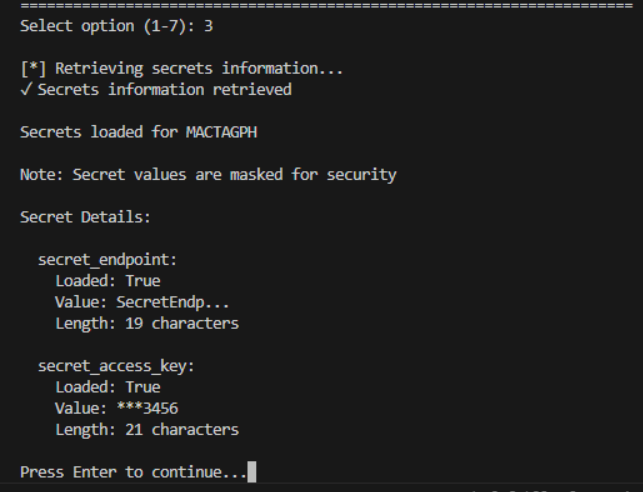 ======================================================================
Select option (1-7): 3
[*] Retrieving secrets information...
✓ Secrets information retrieved
Secrets loaded for MACTAGPH
Note: Secret values are masked for security
Secret Details:
secret_endpoint:
Loaded: True
Value: SecretEndp...
Length: 19 characters
secret_access_key:
Loaded: True
Value: ***3456
Length: 21 characters
Press Enter to continue...